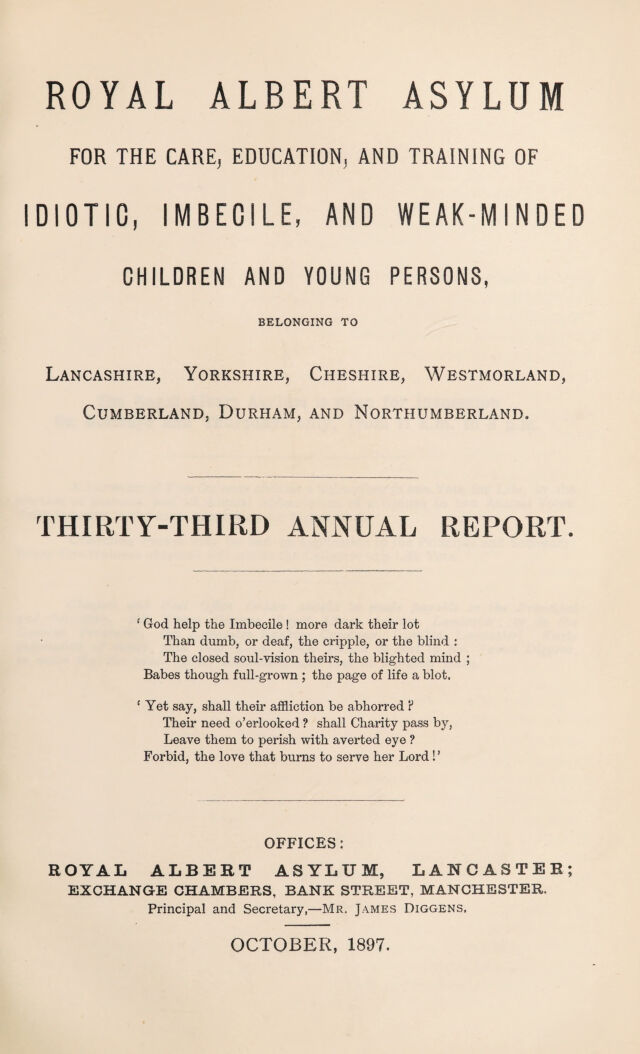 ROYAL ALBERT ASYLUM
FOR THE CARE, EDUCATION, AND TRAINING OF
IDIOTIC, IMBECILE, AND WEAK-MINDED
CHILDREN AND YOUNG PERSONS,
BELONGING TO
LANCASHIRE, YORKSHIRE, CHESHIRE, WESTMORLAND,
CUMBERLAND, DURHAM, AND NORTHUMBERLAND.
THIRTY-THIRD ANNUAL REPORT.
‘ God help the Imbecile ! more dark their lot
Than dumb, or deaf, the cripple, or the blind :
The closed soul-vision theirs, the blighted mind ;
Babes though full-grown ; the page of life a blot.
‘ Yet say, shall their affliction be abhorred ?
Their need o’erlooked ? shall Charity pass by,
Leave them to perish with averted eye ?
Forbid, the love that burns to serve her Lord !’
OFFICES:
ROYAL ALBERT ASYLUM, LANCASTER;
EXCHANGE CHAMBERS, BANK STREET, MANCHESTER.
Principal and Secretary,—MR. JAMES DIGGENS.
OCTOBER, 1897.